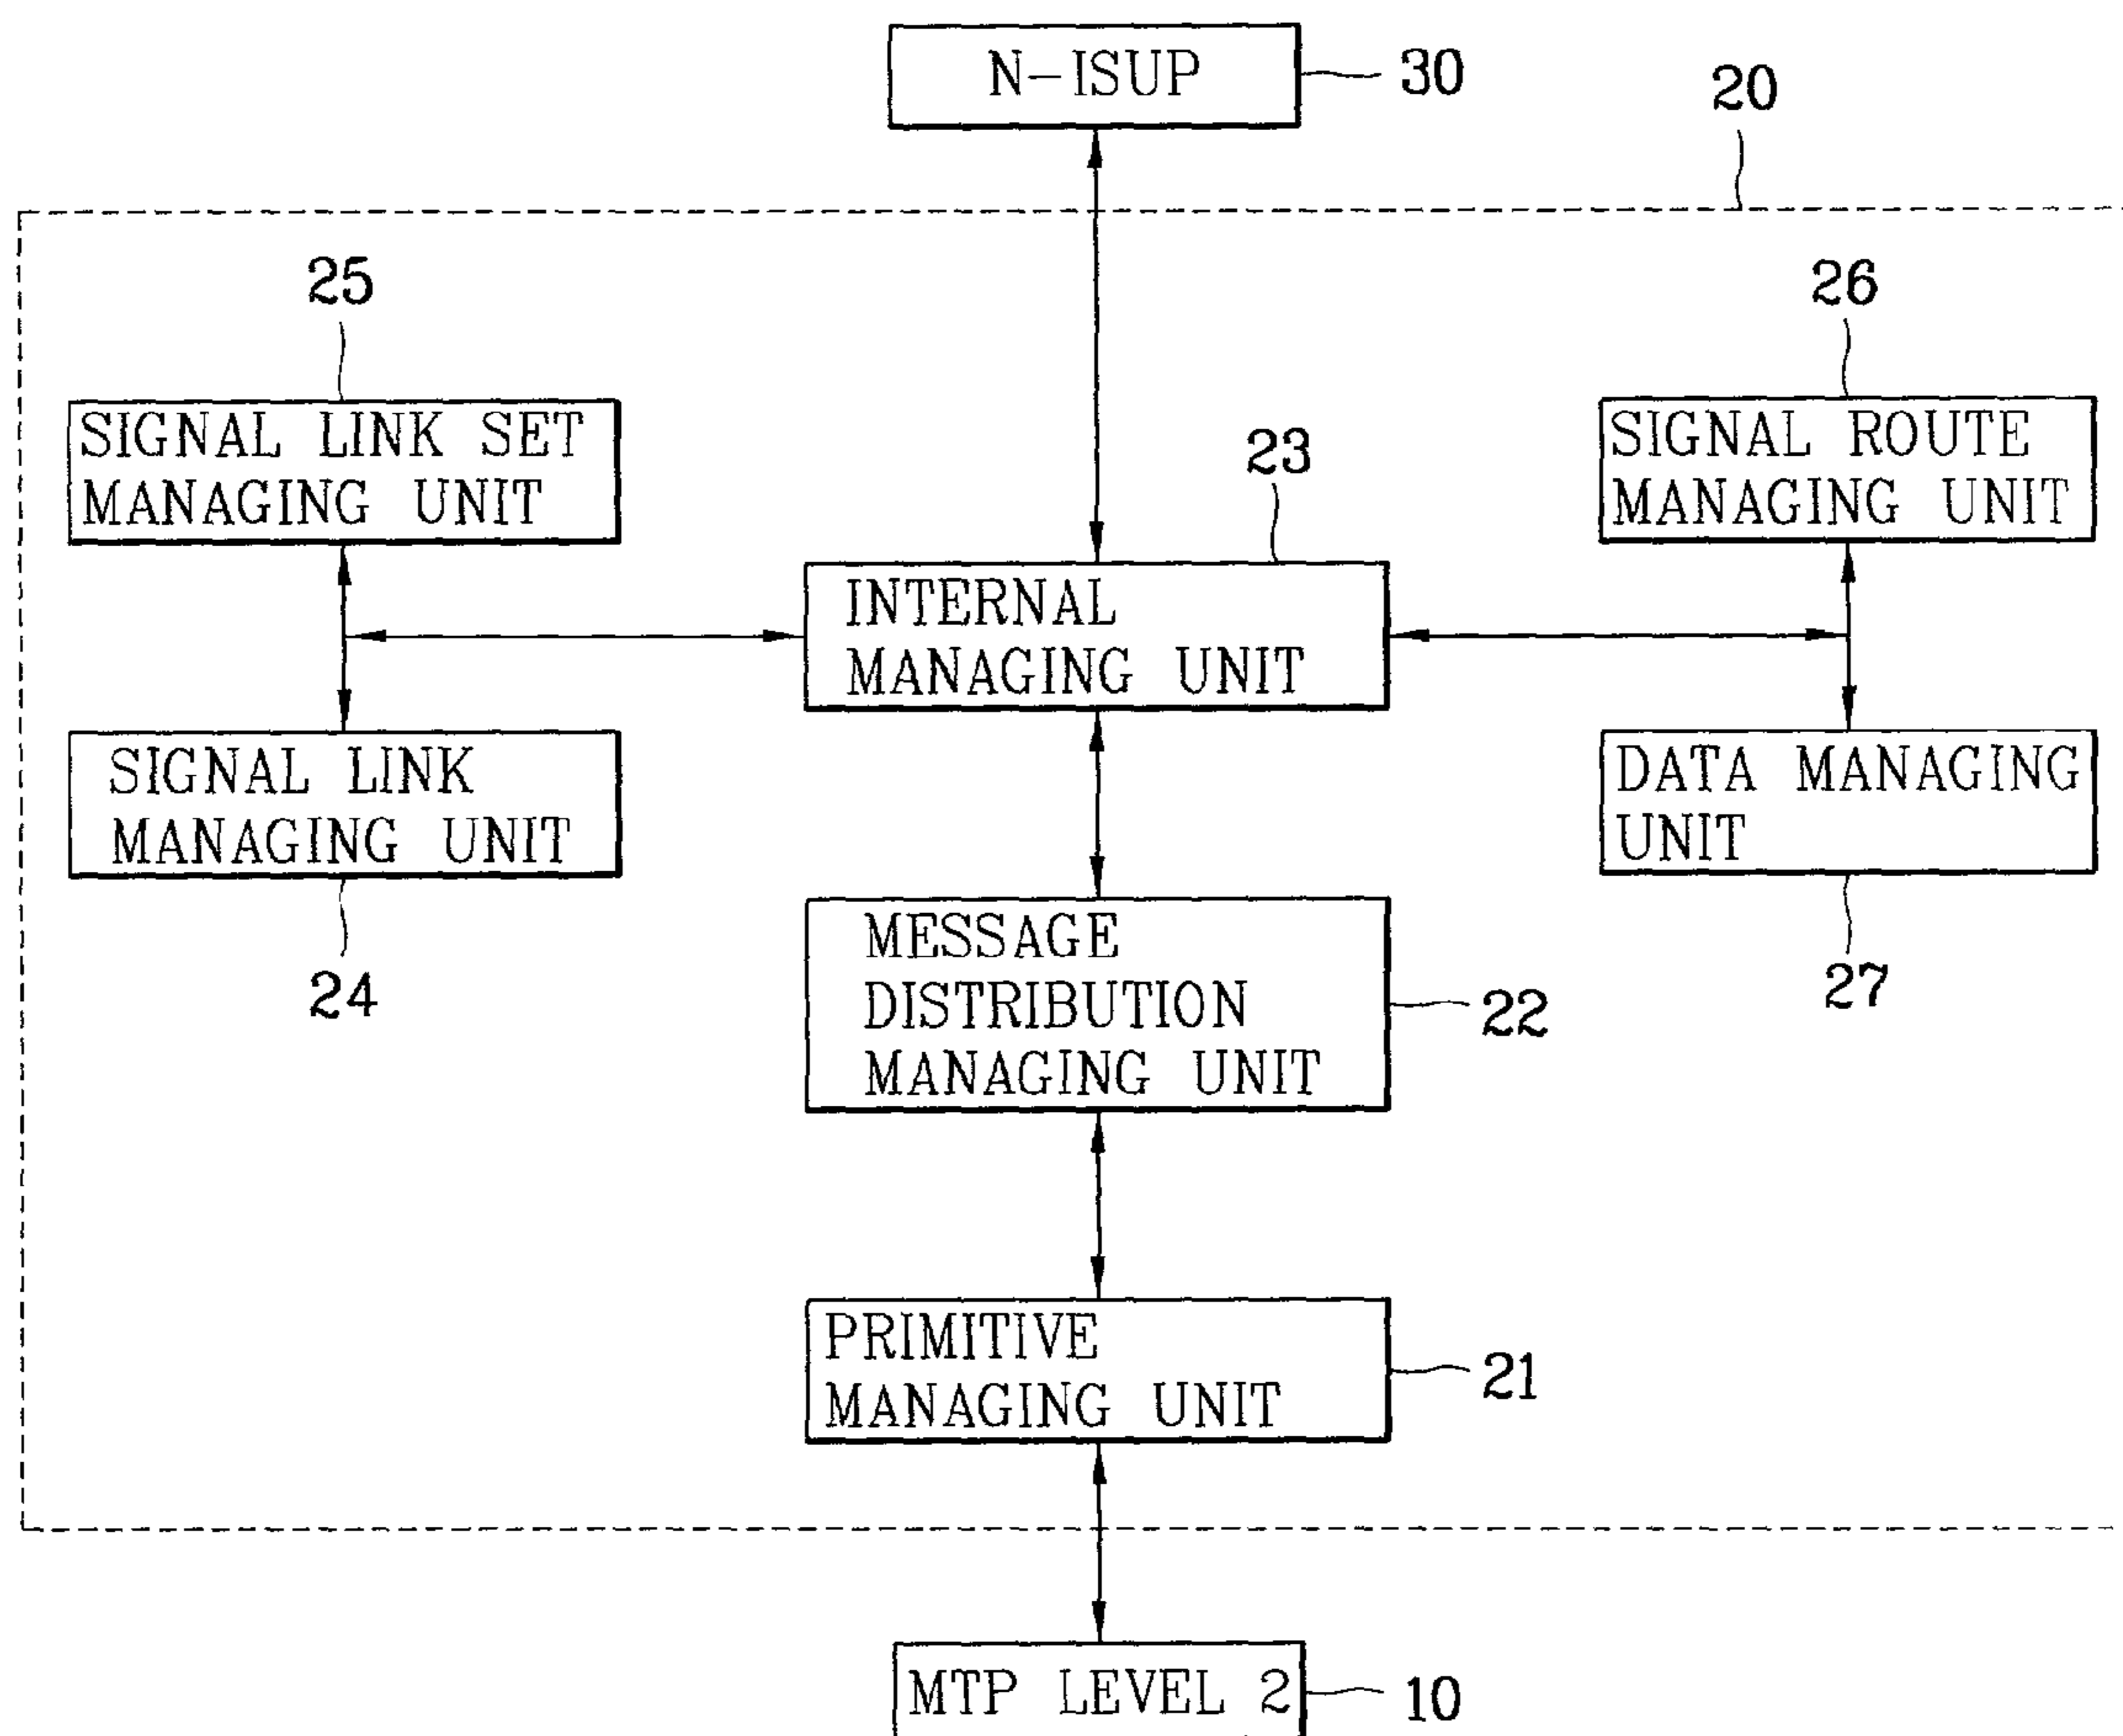 N-ISUP
30
20
25
26
SIGNAL LINK SET
MANAGING UNIT
23
SIGNAL ROUTE
MANAGING UNIT
INTERNAL
MANAGING UNIT
SIGNAL LINK
MANAGING UNIT
DATA MANAGING
UNIT
24
MESSAGE
DISTRIBUTION
MANAGING UNIT
22
27
PRIMITIVE
MANAGING UNIT
21
MTP LEVEL 2
10